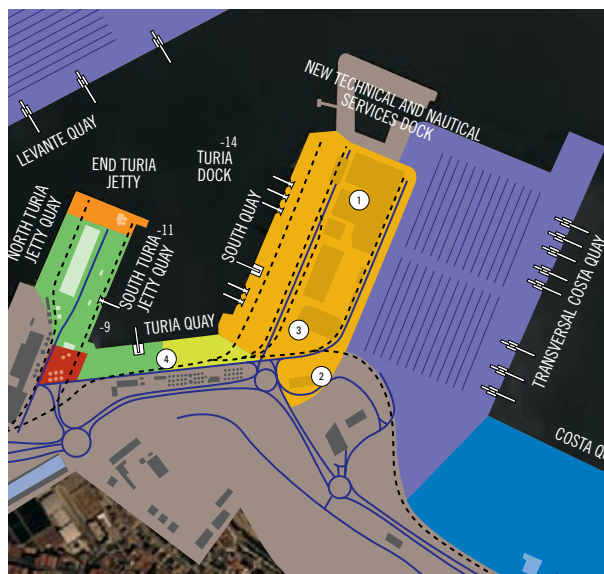 NEW TECHNICAL AND NAUTICAL
SERVICES DOCK
LEVANTE QUAY
-14
TURIA
DOCK
END TURIA
JETTY
1
NORTH TURIA
JETTY QUAY
SOUTH QUAY
-11
SOUTH TURIA
JETTY QUAY
TRANSVERSAL COSTA QUAY
-9
TURIA QUAY
3
4
2
COSTA QU